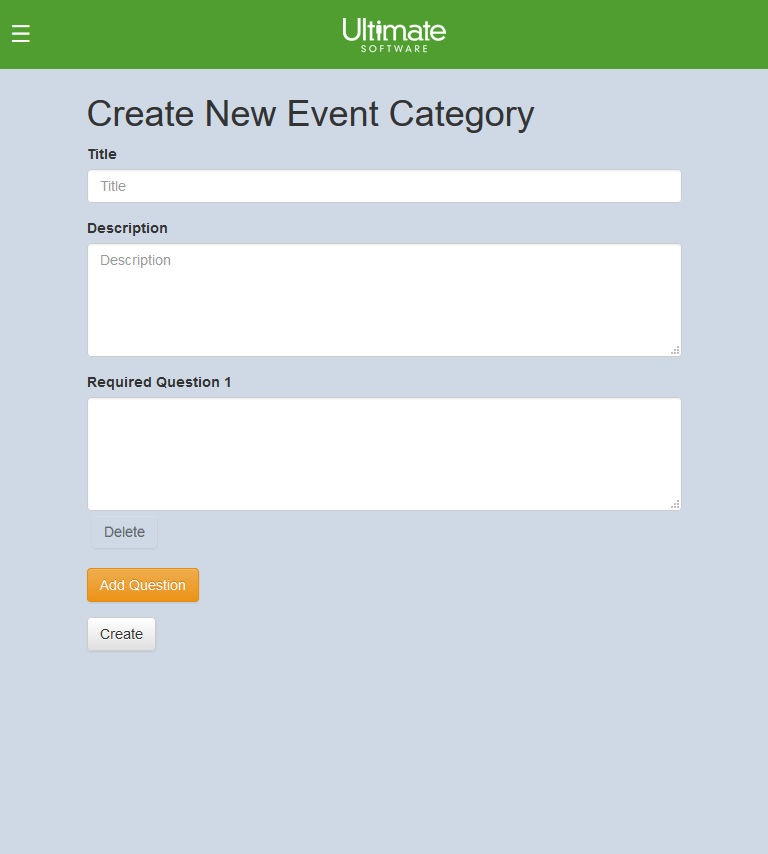 Ultimate
SOFTWARE
Create New Event Category
Title
Title
Description
Description
Required Question 1
Delete
Add Question
Create